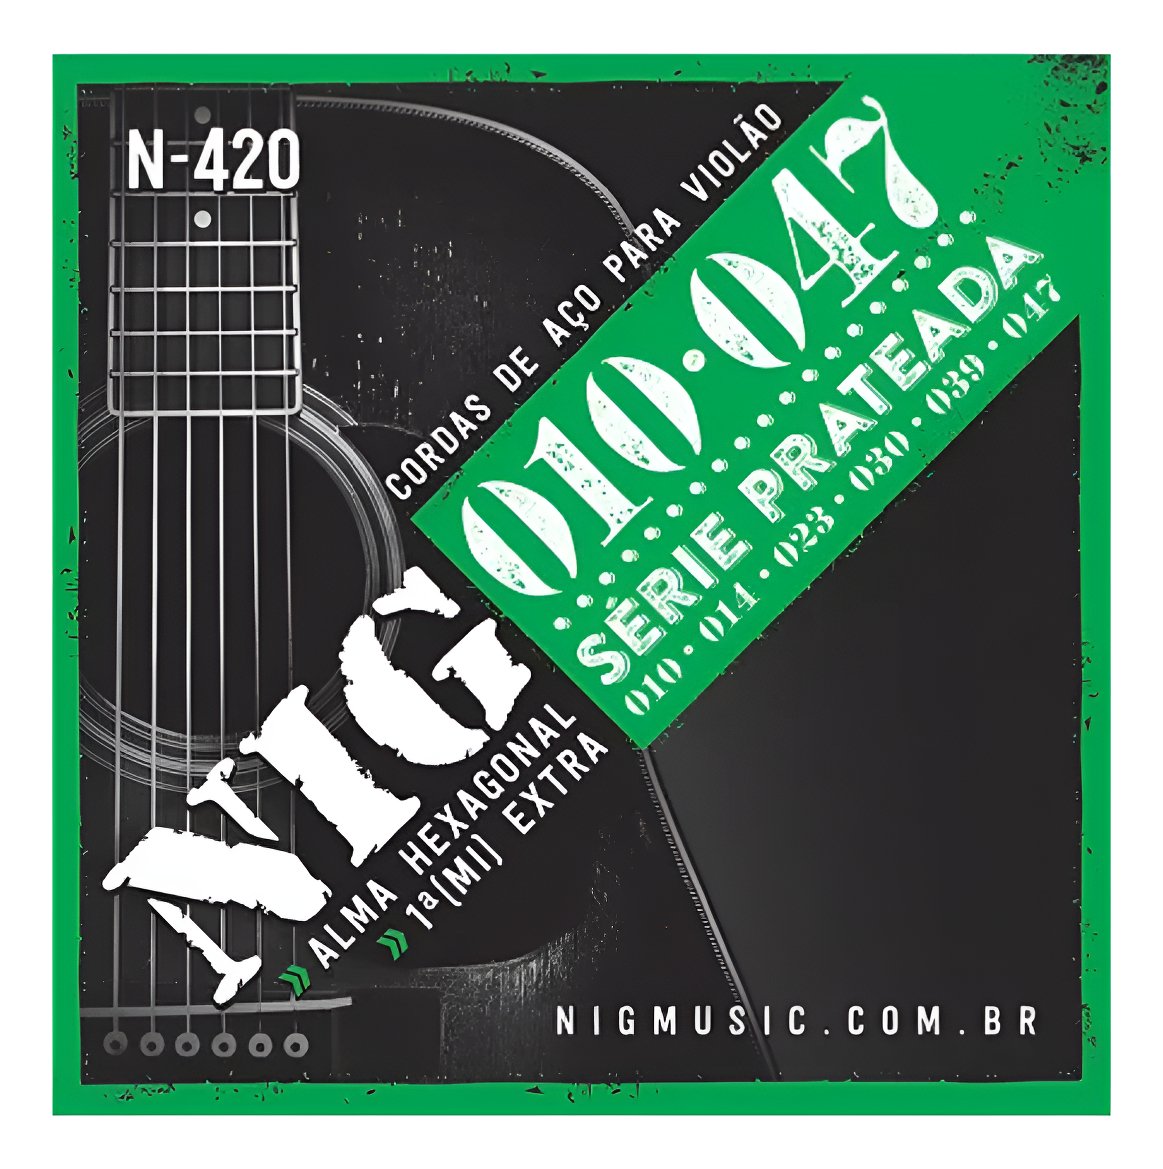 N-420
CORDAS DE AÇO PARA VIOLÃO
010·047
SÉRIE PRATEADA
010 · 014 · 023 · 030 · 039 · 047
NIG
» ALMA HEXAGONAL
» 1ª(MI) EXTRA
NIGMUSIC.COM.BR